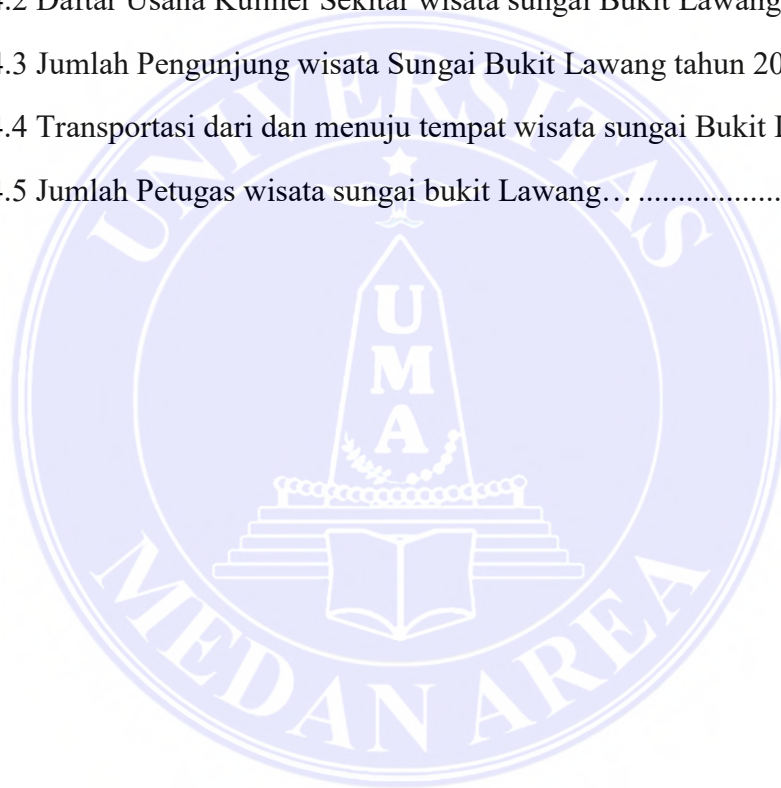 4.2 Daftar Usaha Kuliner Sekitar wisata sungai Bukit Lawang
4.3 Jumlah Pengunjung wisata Sungai Bukit Lawang tahun 20
4.4 Transportasi dari dan menuju tempat wisata sungai Bukit
4.5 Jumlah Petugas wisata sungai bukit Lawang… ..................
UNIVERSITAS
UMA
MEDAN AREA